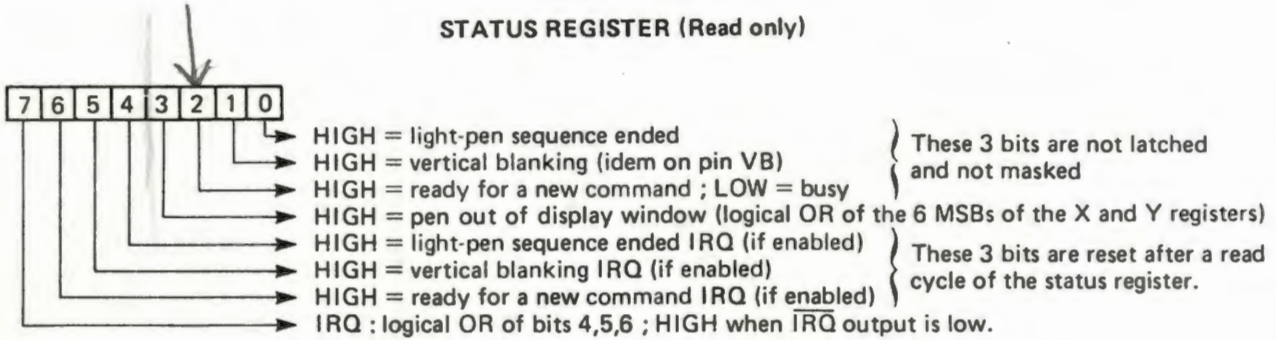 STATUS REGISTER (Read only)
7 6 5 4 3 2 1 0
HIGH = light-pen sequence ended
HIGH = vertical blanking (idem on pin VB)
HIGH = ready for a new command ; LOW = busy
These 3 bits are not latched
and not masked
HIGH = pen out of display window (logical OR of the 6 MSBs of the X and Y registers)
HIGH = light-pen sequence ended IRQ (if enabled)
HIGH = vertical blanking IRQ (if enabled)
HIGH = ready for a new command IRQ (if enabled)
These 3 bits are reset after a read
cycle of the status register.
IRQ : logical OR of bits 4,5,6 ; HIGH when I̅R̅Q̅ output is low.